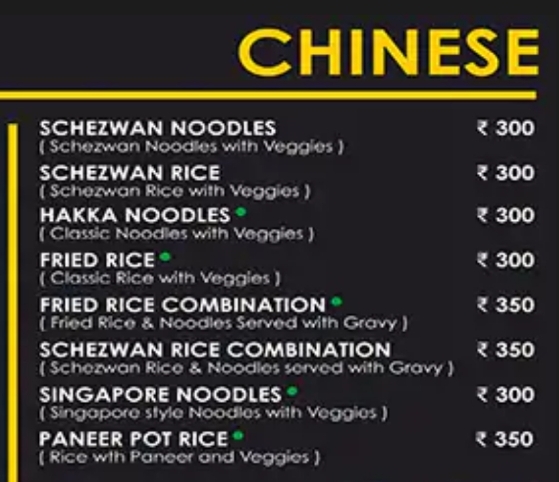 CHINESE
SCHEZWAN NOODLES ₹ 300
( Schezwan Noodles with Veggies )
SCHEZWAN RICE ₹ 300
( Schezwan Rice with Veggies )
HAKKA NOODLES ₹ 300
( Classic Noodles with Veggies )
FRIED RICE ₹ 300
( Classic Rice with Veggies )
FRIED RICE COMBINATION ₹ 350
( Fried Rice & Noodles Served with Gravy )
SCHEZWAN RICE COMBINATION ₹ 350
( Schezwan Rice & Noodles served with Gravy )
SINGAPORE NOODLES ₹ 300
( Singapore style Noodles with Veggies )
PANEER POT RICE ₹ 350
( Rice wth Paneer and Veggies )